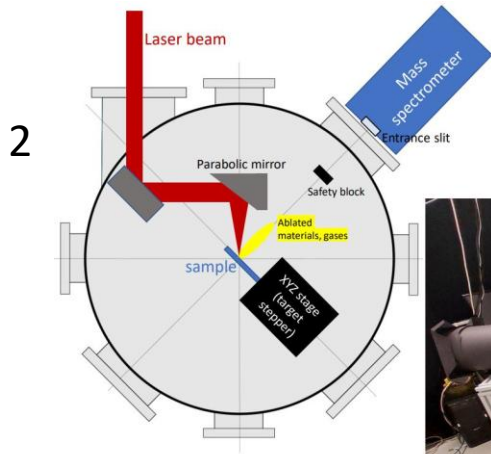 Laser beam
2
Mass
spectrometer
Entrance slit
Parabolic mirror
Safety block
Ablated
materials, gases
sample
XYZ stage
(target
stepper)